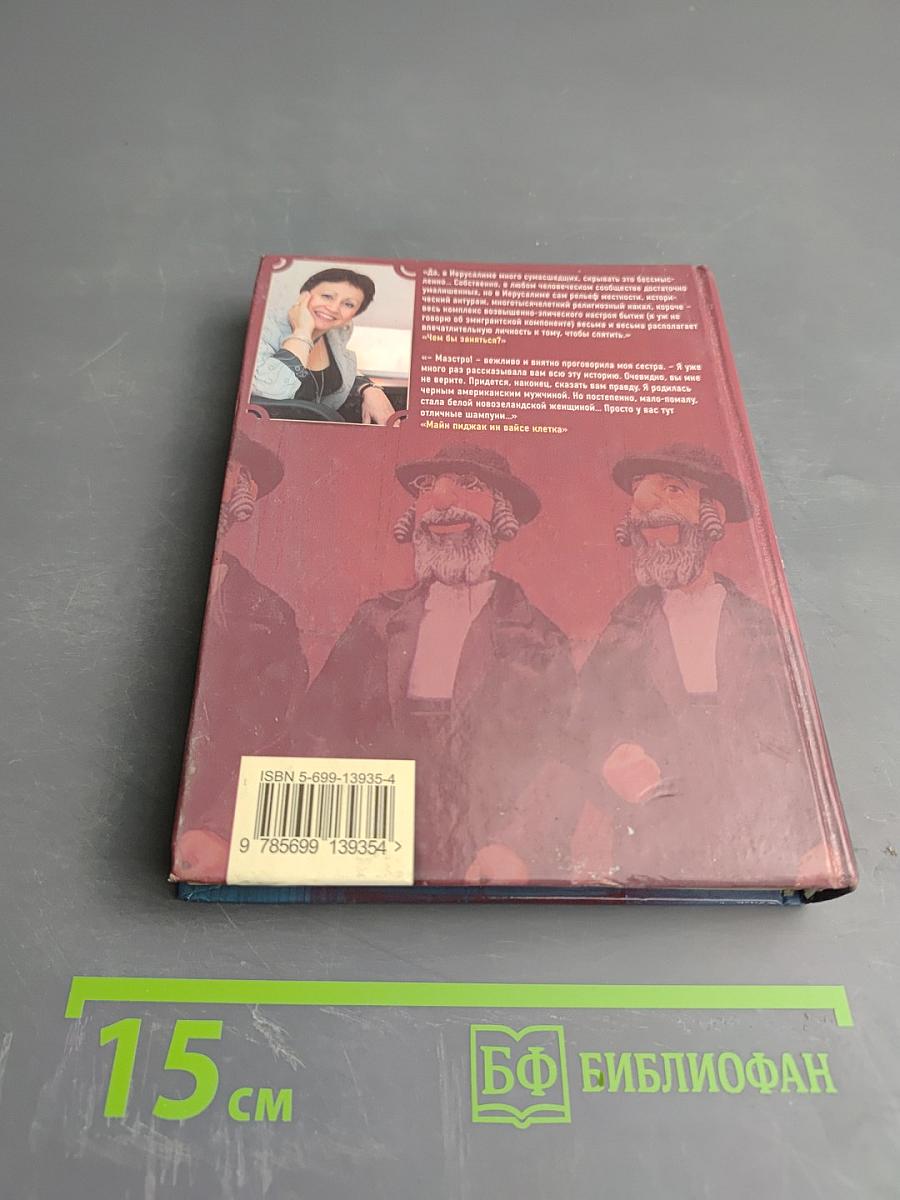 «Да, в Иерусалиме много сумасшедших, скрывать это бессмыс-
ленно... Собственно, в любом человеческом сообществе достаточно
умалишенных, но в Иерусалиме сам рельеф местности, истори-
ческий антураж, многотысячелетний религиозный накал, короче –
весь комплекс возвышенно-эпического настроя бытия (я уж не
говорю об эмигрантской компоненте) весьма и весьма располагает
впечатлительную личность к тому, чтобы спятить.»
«Чем бы заняться?»
«– Маэстро! – вежливо и внятно проговорила моя сестра. – Я уже
много раз рассказывала вам всю эту историю. Очевидно, вы мне
не верите. Придется, наконец, сказать вам правду. Я родилась
черным американским мужчиной. Но постепенно, мало-помалу,
стала белой новозеландской женщиной... Просто у вас тут
отличные шампуни...»
«Майн пиджак ин вайсе клетка»
ISBN 5-699-13935-4
9 785699 139354 >
15 см
БФ БИБЛИОФАН